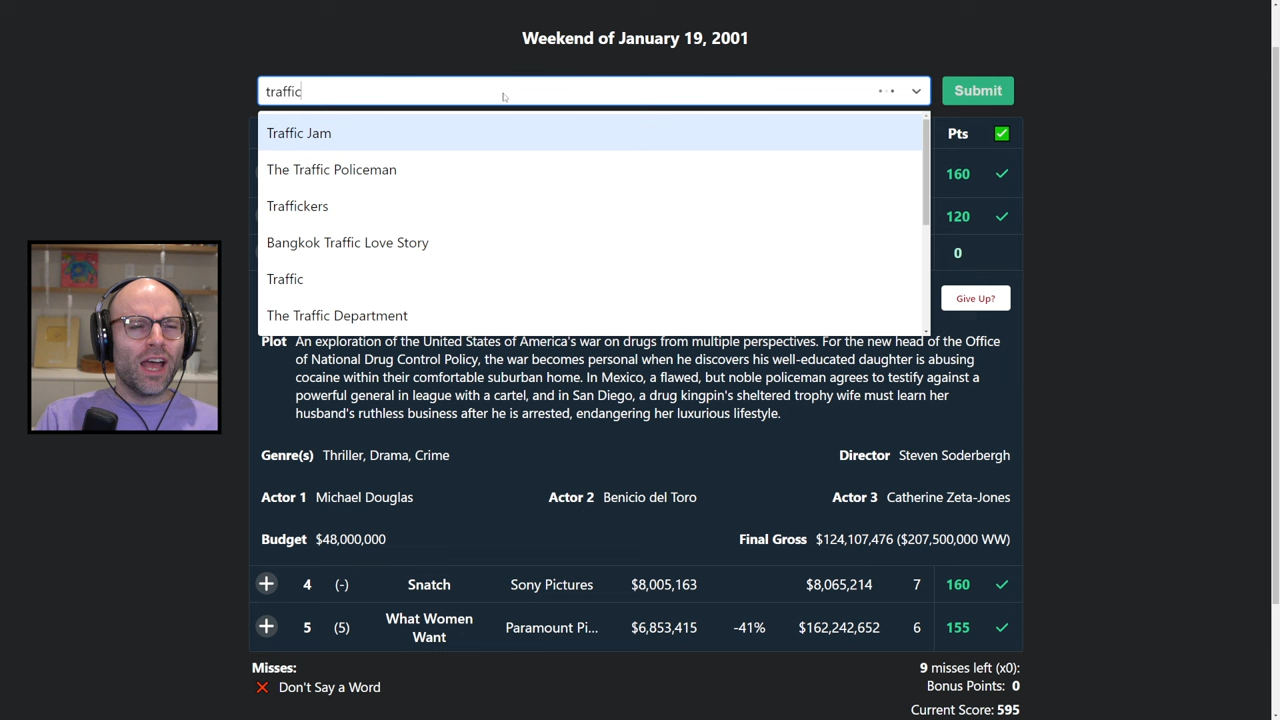 Weekend of January 19, 2001
traffic
Submit
Traffic Jam
The Traffic Policeman
Traffickers
Bangkok Traffic Love Story
Traffic
The Traffic Department
Pts
160
120
0
Give Up?
Plot An exploration of the United States of America's war on drugs from multiple perspectives. For the new head of the Office
of National Drug Control Policy, the war becomes personal when he discovers his well-educated daughter is abusing
cocaine within their comfortable suburban home. In Mexico, a flawed, but noble policeman agrees to testify against a
powerful general in league with a cartel, and in San Diego, a drug kingpin's sheltered trophy wife must learn her
husband's ruthless business after he is arrested, endangering her luxurious lifestyle.
Genre(s) Thriller, Drama, Crime Director Steven Soderbergh
Actor 1 Michael Douglas Actor 2 Benicio del Toro Actor 3 Catherine Zeta-Jones
Budget $48,000,000 Final Gross $124,107,476 ($207,500,000 WW)
4 (-) Snatch Sony Pictures $8,005,163 $8,065,214 7 160
5 (5) What Women Want Paramount Pi... $6,853,415 -41% $162,242,652 6 155
Misses:
Don't Say a Word
9 misses left (x0):
Bonus Points: 0
Current Score: 595